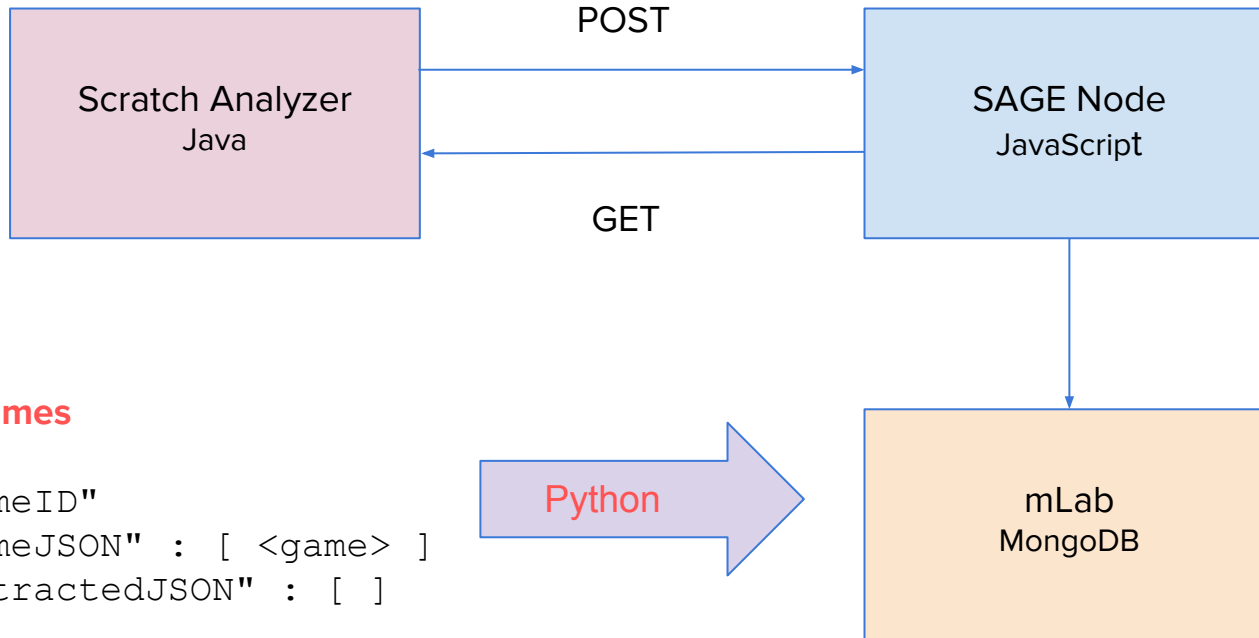 POST
Scratch Analyzer
Java
SAGE Node
JavaScript
GET
mes
meID"
meJSON" : [ <game> ]
tractedJSON" : [ ]
Python
mLab
MongoDB